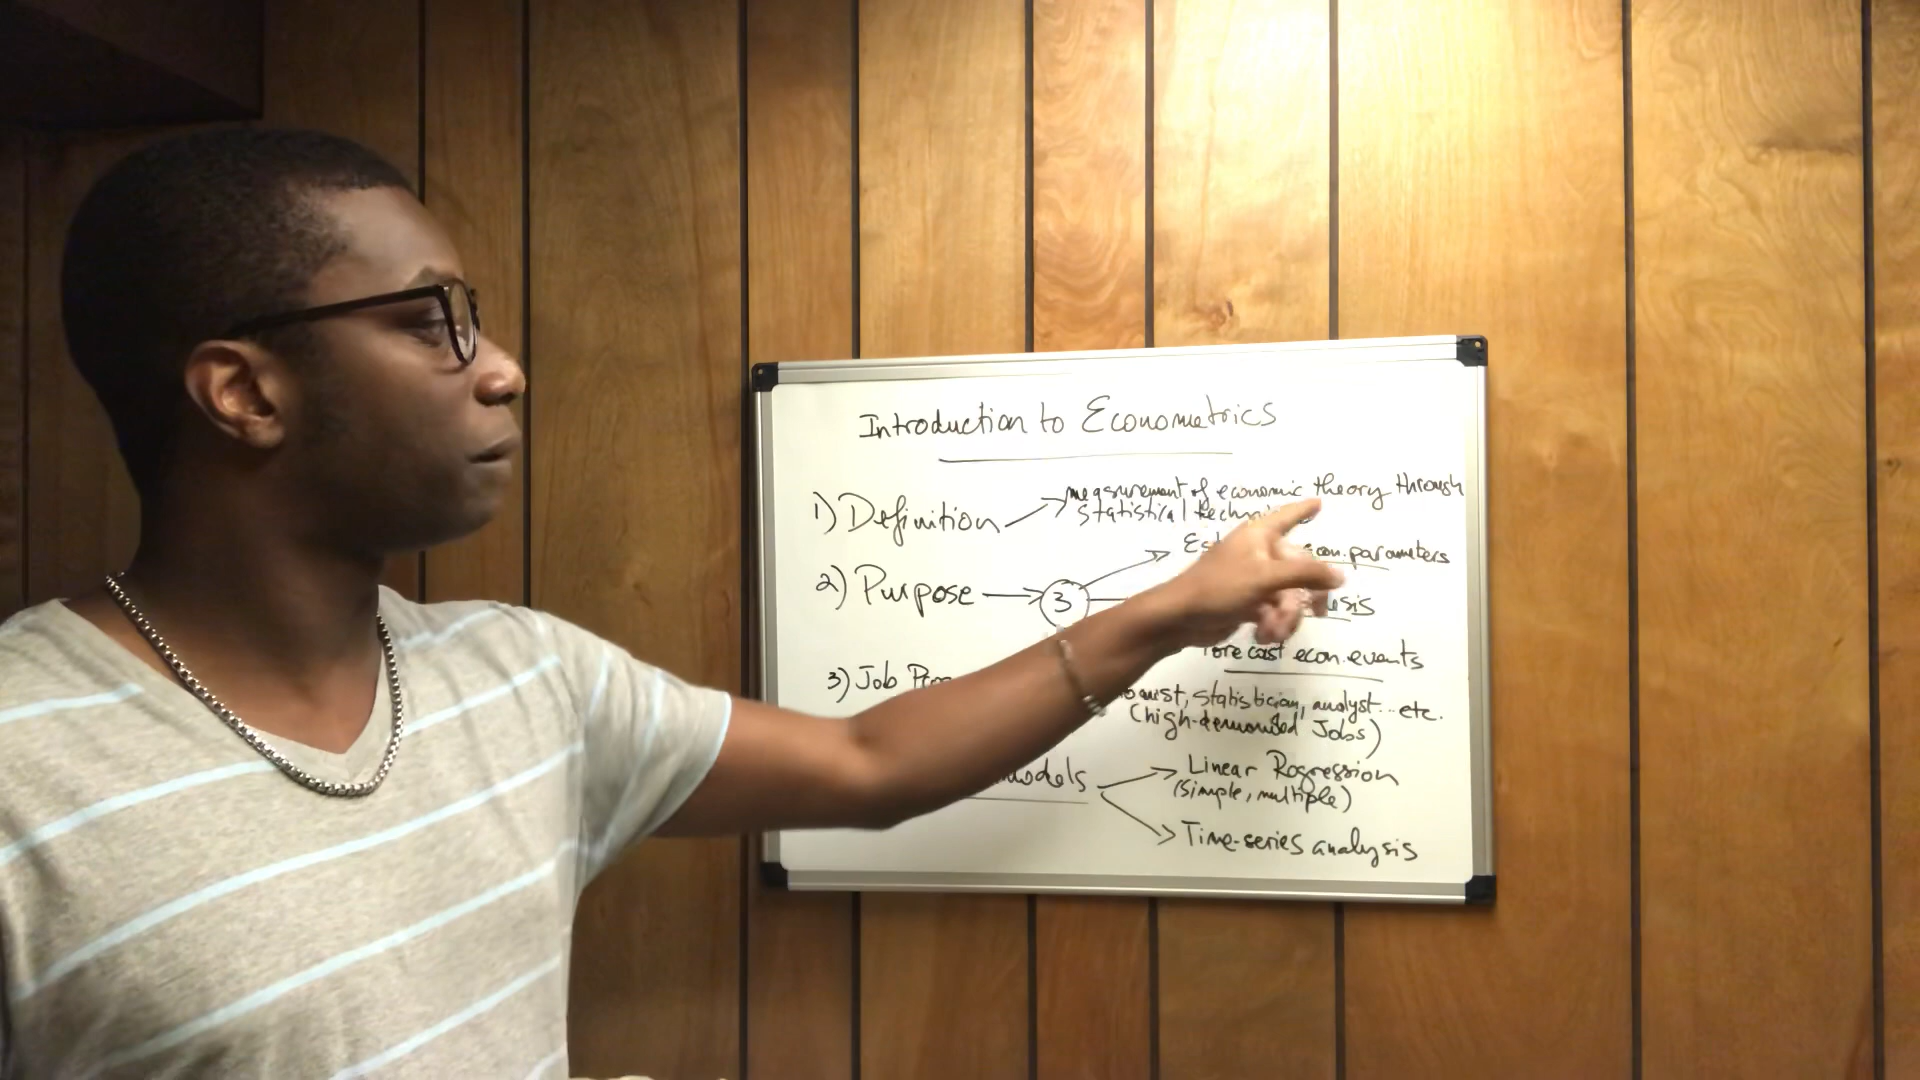 Introduction to Econometrics
1) Definition
measurement of economic theory through
statistical
2) Purpose
3
econ. parameters
forecast econ. events
3) Job
statistician, analyst...etc.
(high-demanded Jobs)
models
Linear Regression
(simple, multiple)
Time-series analysis